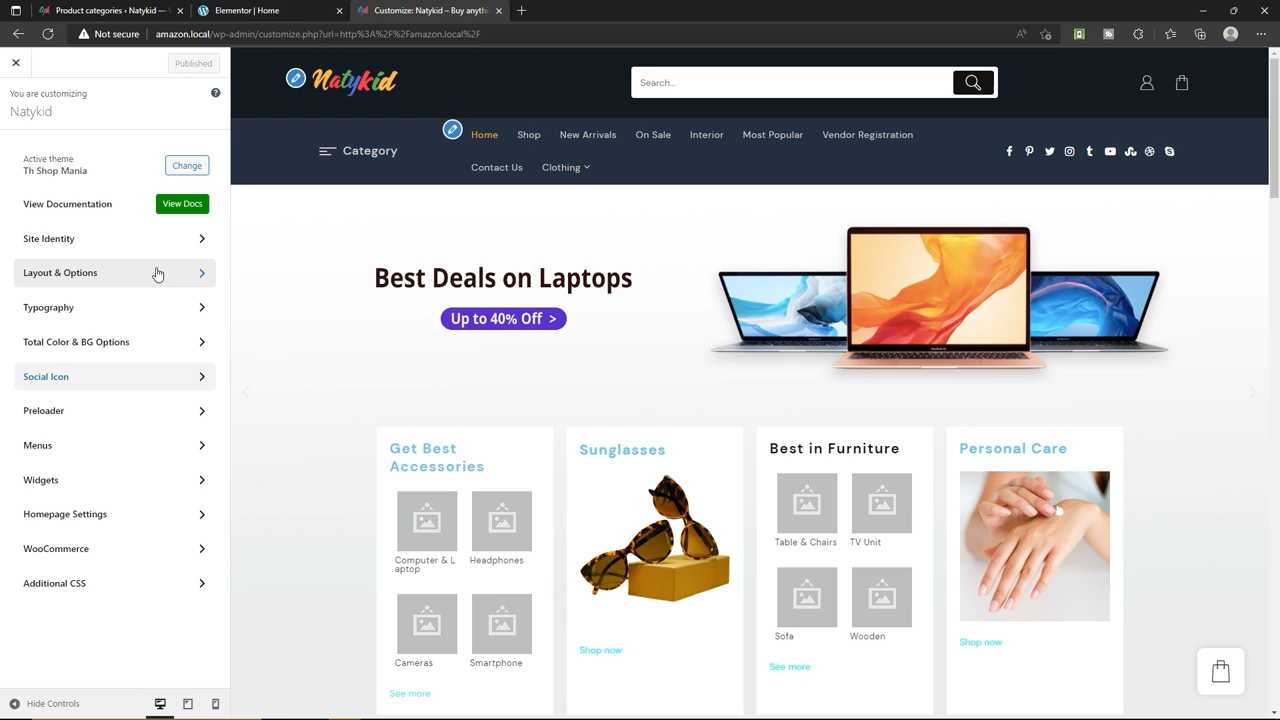 Product categories ‹ Natykid — W
Elementor | Home
Customize: Natykid – Buy anythi
Not secure
amazon.local/wp-admin/customize.php?url=http%3A%2F%2Famazon.local%2F
Published
You are customizing
Natykid
Active theme
Th Shop Mania
Change
View Documentation
View Docs
Site Identity
Layout & Options
Typography
Total Color & BG Options
Social Icon
Preloader
Menus
Widgets
Homepage Settings
WooCommerce
Additional CSS
Hide Controls
Natykid
Search...
Category
Home Shop New Arrivals On Sale Interior Most Popular Vendor Registration
Contact Us Clothing
Best Deals on Laptops
Up to 40% Off >
Get Best
Accessories
Computer & L
aptop
Headphones
Cameras
Smartphone
See more
Sunglasses
Shop now
Best in Furniture
Table & Chairs
TV Unit
Sofa
Wooden
See more
Personal Care
Shop now